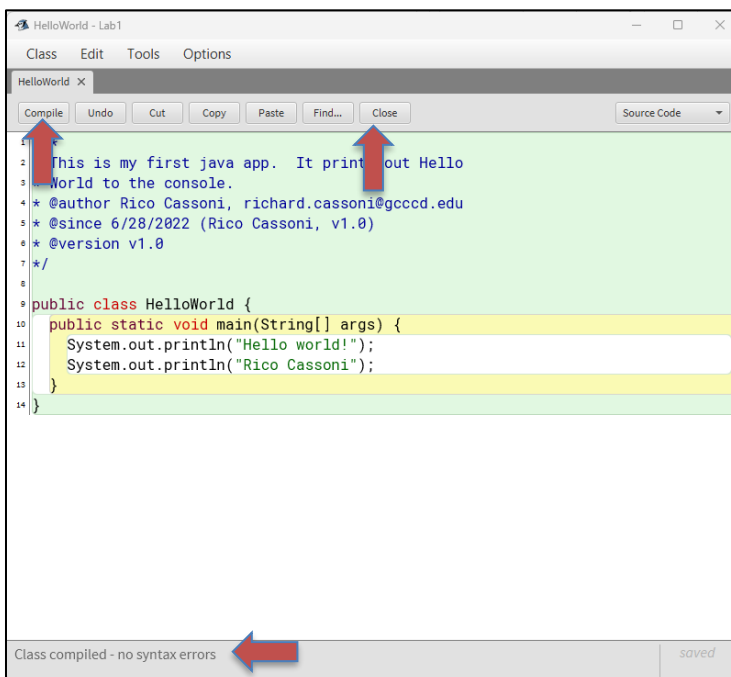 HelloWorld - Lab1
Class Edit Tools Options
HelloWorld X
Compile Undo Cut Copy Paste Find... Close Source Code
1 *
2 This is my first java app. It print out Hello
3 * World to the console.
4 * @author Rico Cassoni, richard.cassoni@gcccd.edu
5 * @since 6/28/2022 (Rico Cassoni, v1.0)
6 * @version v1.0
7 */
8
9 public class HelloWorld {
10 public static void main(String[] args) {
11 System.out.println("Hello world!");
12 System.out.println("Rico Cassoni");
13 }
14 }
Class compiled - no syntax errors saved